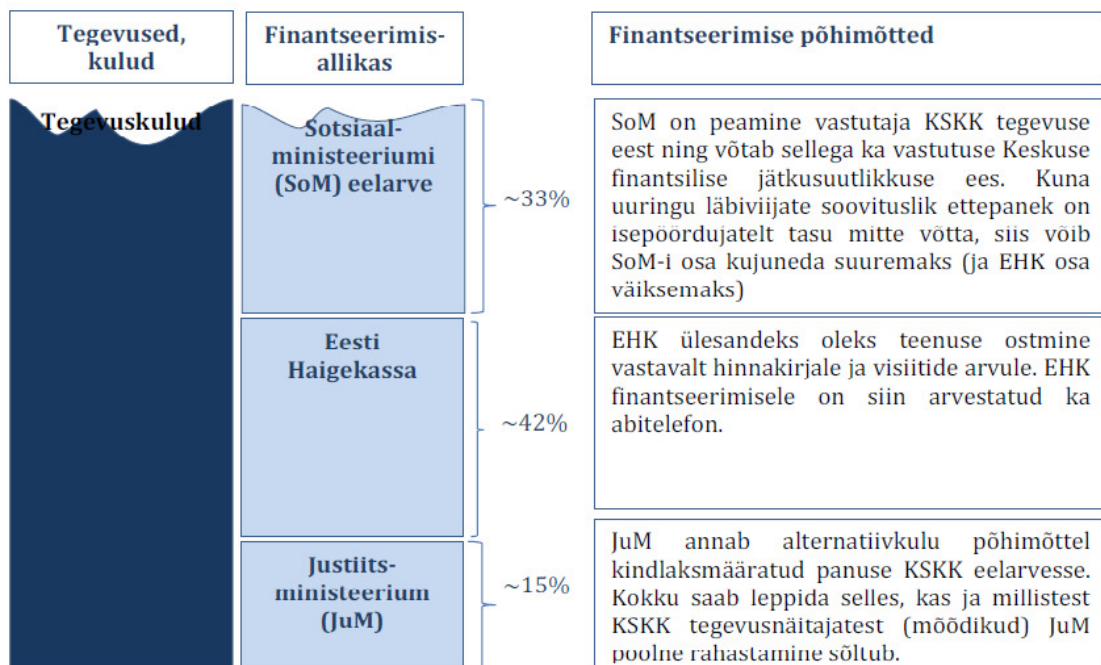 Tegevused,
kulud
Finantseerimis-
allikas
Finantseerimise põhimõtted
Tegevuskulud
Sotsiaal-
ministeeriumi
(SoM) eelarve
~33%
SoM on peamine vastutaja KSKK tegevuse
eest ning võtab sellega ka vastutuse Keskuse
finantsilise jätkusuutlikkuse ees. Kuna
uuringu läbiviijate soovituslik ettepanek on
isepöördujatelt tasu mitte võtta, siis võib
SoM-i osa kujuneda suuremaks (ja EHK osa
väiksemaks)
Eesti
Haigekassa
~42%
EHK ülesandeks oleks teenuse ostmine
vastavalt hinnakirjale ja visiitide arvule. EHK
finantseerimisele on siin arvestatud ka
abitelefon.
Justiits-
ministeerium
(JuM)
~15%
JuM annab alternatiivkulu põhimõttel
kindlaksmääratud panuse KSKK eelarvesse.
Kokku saab leppida selles, kas ja millistest
KSKK tegevusnäitajatest (mõõdikud) JuM
poolne rahastamine sõltub.